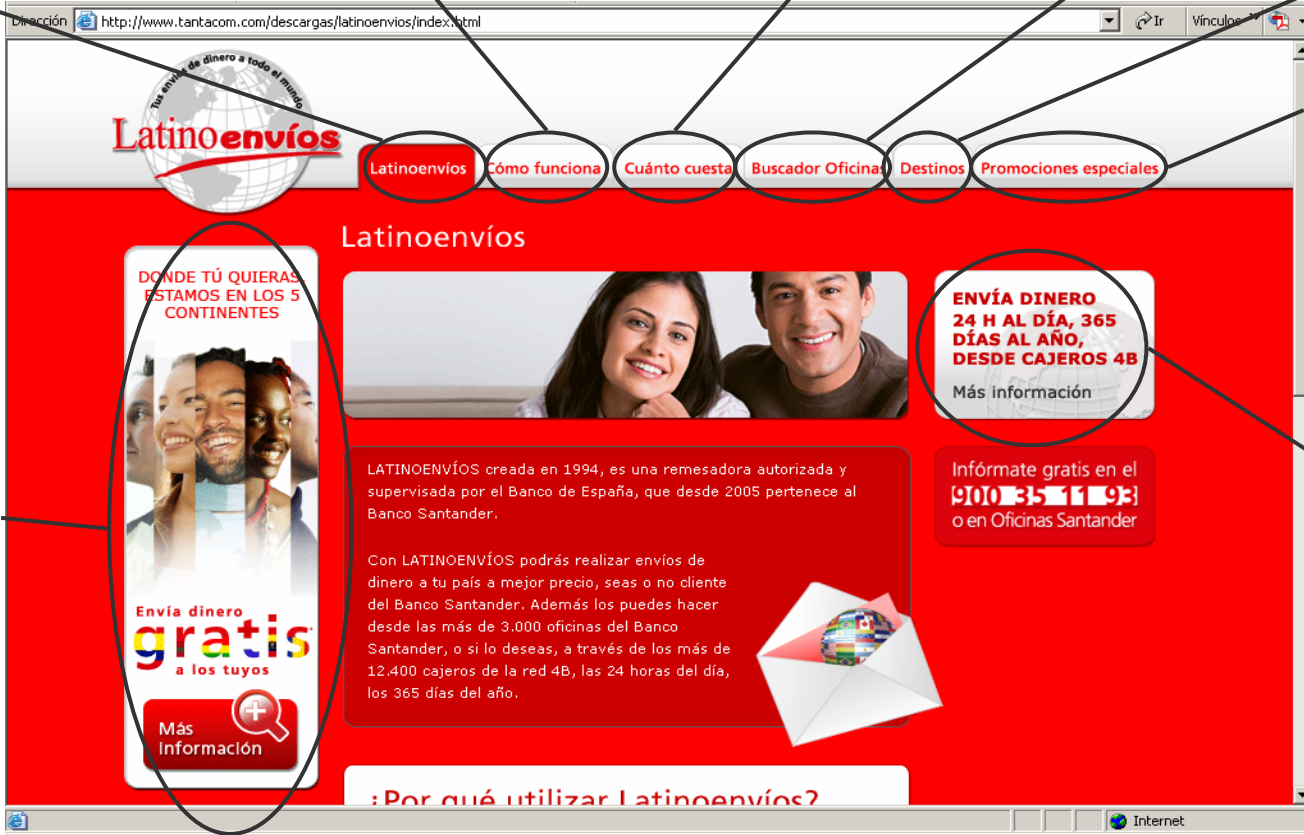 Dirección http://www.tantacom.com/descargas/latinoenvios/index.html Ir Vínculos
Tus envíos de dinero a todo el mundo
Latinoenvíos
Latinoenvíos Cómo funciona Cuánto cuesta Buscador Oficinas Destinos Promociones especiales
Latinoenvíos
DONDE TÚ QUIERAS,
ESTAMOS EN LOS 5
CONTINENTES
Envía dinero
gratis
a los tuyos
Más
información
LATINOENVÍOS creada en 1994, es una remesadora autorizada y
supervisada por el Banco de España, que desde 2005 pertenece al
Banco Santander.
Con LATINOENVÍOS podrás realizar envíos de
dinero a tu país a mejor precio, seas o no cliente
del Banco Santander. Además los puedes hacer
desde las más de 3.000 oficinas del Banco
Santander, o si lo deseas, a través de los más de
12.400 cajeros de la red 4B, las 24 horas del día,
los 365 días del año.
¿Por qué utilizar Latinoenvíos?
ENVÍA DINERO
24 H AL DÍA, 365
DÍAS AL AÑO,
DESDE CAJEROS 4B
Más información
Infórmate gratis en el
900 35 11 93
o en Oficinas Santander
Internet